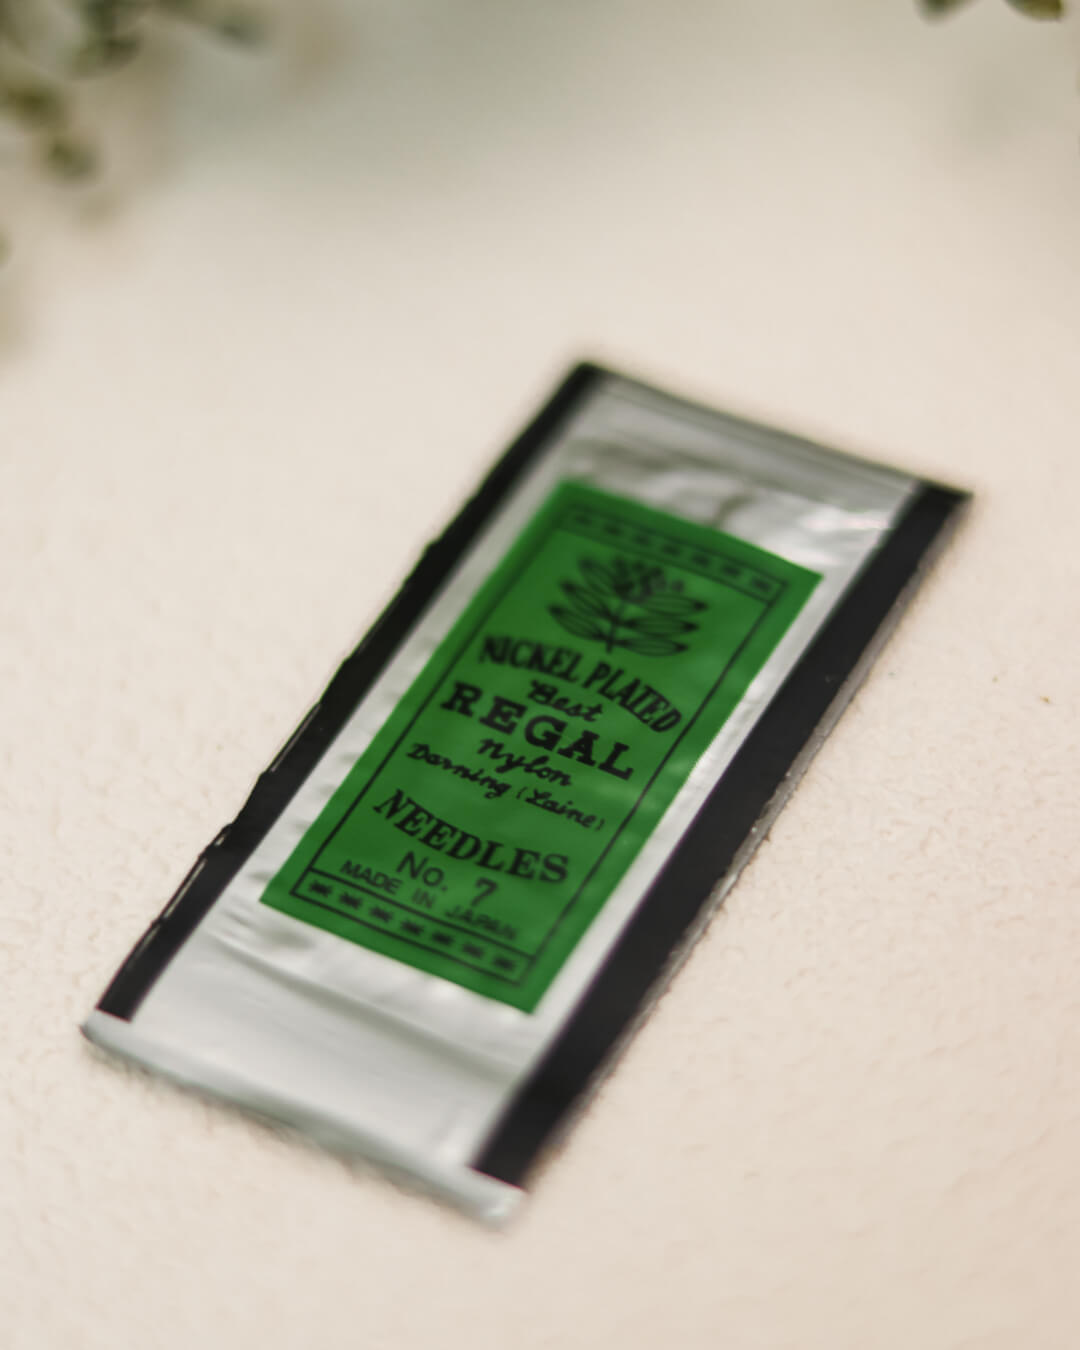 NICKEL PLATED
Best
REGAL
Nylon
Darning (Laine)
NEEDLES
No. 7
MADE IN JAPAN